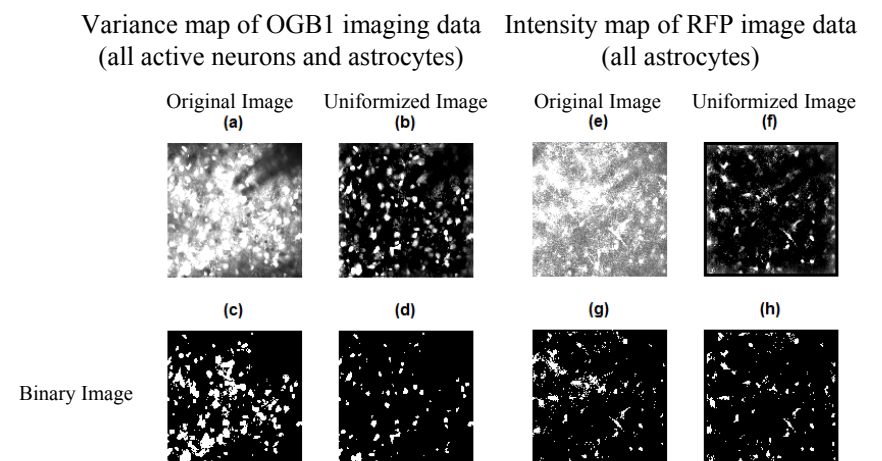 Variance map of OGB1 imaging data
(all active neurons and astrocytes)
Intensity map of RFP image data
(all astrocytes)
Original Image
Uniformized Image
Original Image
Uniformized Image
(a)
(b)
(e)
(f)
(c)
(d)
(g)
(h)
Binary Image